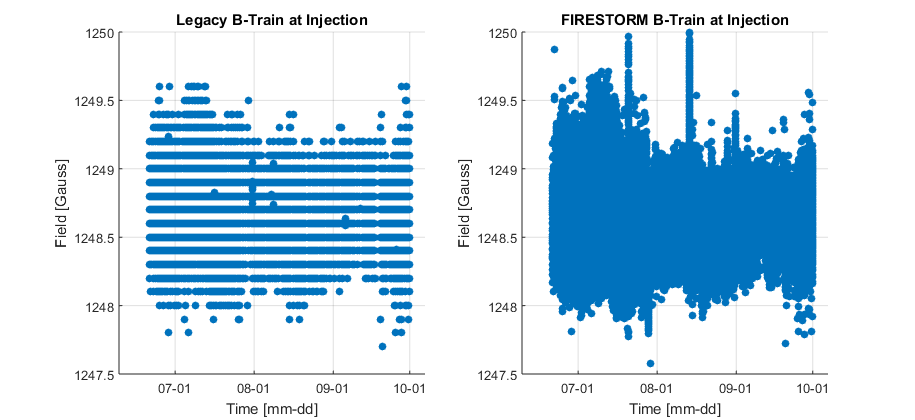 Legacy B-Train at Injection
1250
1249.5
1249
1248.5
1248
1247.5
Field [Gauss]
07-01 08-01 09-01 10-01
Time [mm-dd]
FIRESTORM B-Train at Injection
1250
1249.5
1249
1248.5
1248
1247.5
Field [Gauss]
07-01 08-01 09-01 10-01
Time [mm-dd]